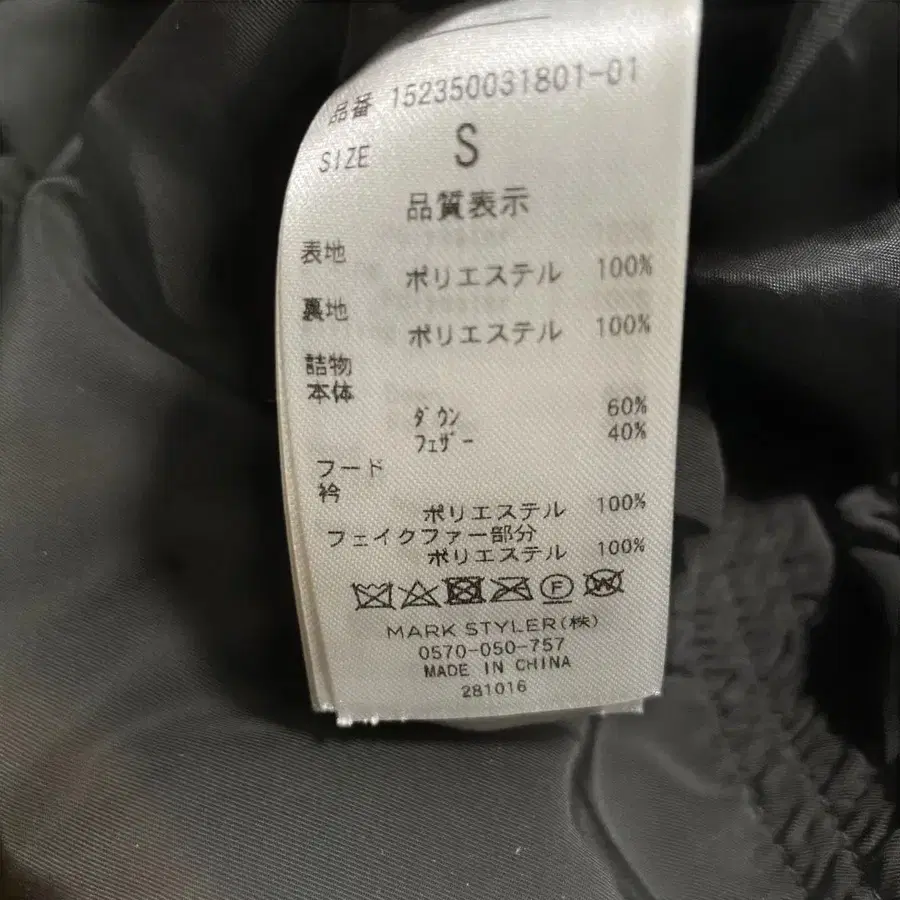 品番 152350031801-01
SIZE S
品質表示
表地
ポリエステル 100%
裏地
ポリエステル 100%
詰物
本体
ﾀﾞｳﾝ 60%
ﾌｪｻﾞｰ 40%
フード
衿
ポリエステル 100%
フェイクファー部分
ポリエステル 100%
F W
MARK STYLER(株)
0570-050-757
MADE IN CHINA
281016